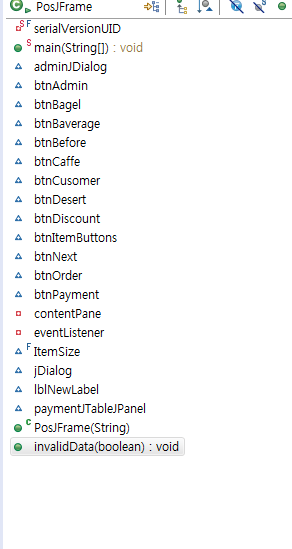 PosJFrame
serialVersionUID
main(String[]) : void
adminJDialog
btnAdmin
btnBagel
btnBaverage
btnBefore
btnCaffe
btnCusomer
btnDesert
btnDiscount
btnItemButtons
btnNext
btnOrder
btnPayment
contentPane
eventListener
ItemSize
jDialog
lblNewLabel
paymentJTableJPanel
PosJFrame(String)
invalidData(boolean) : void